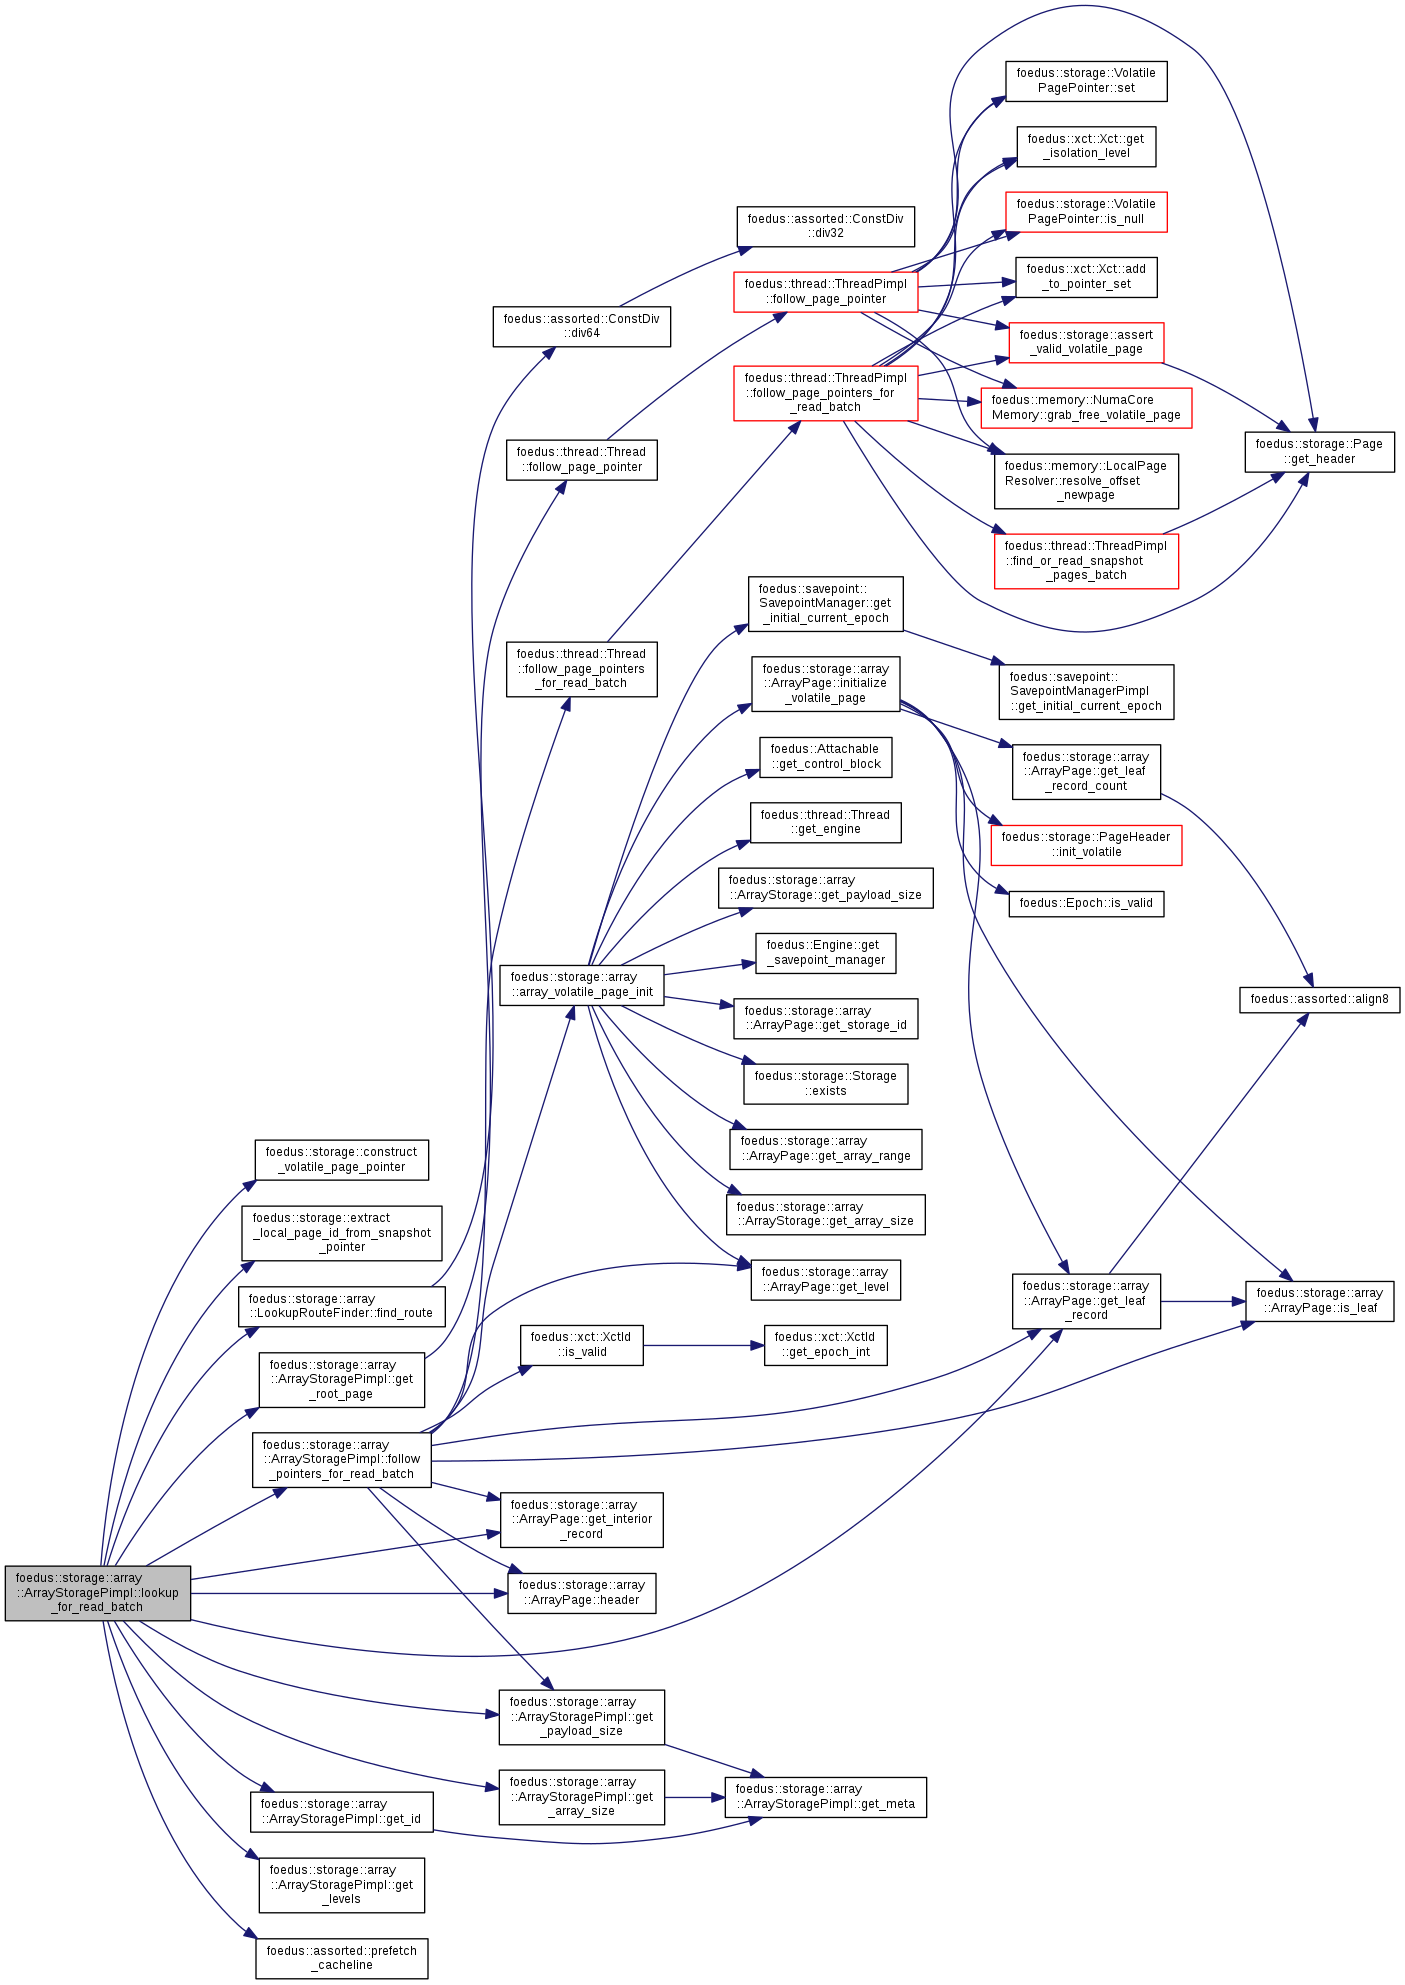 foedus::storage::array
::ArrayStoragePimpl::lookup
_for_read_batch
foedus::storage::construct
_volatile_page_pointer
foedus::storage::extract
_local_page_id_from_snapshot
_pointer
foedus::storage::array
::LookupRouteFinder::find_route
foedus::storage::array
::ArrayStoragePimpl::get
_root_page
foedus::storage::array
::ArrayStoragePimpl::follow
_pointers_for_read_batch
foedus::storage::array
::ArrayStoragePimpl::get_id
foedus::storage::array
::ArrayStoragePimpl::get
_levels
foedus::assorted::prefetch
_cacheline
foedus::assorted::ConstDiv
::div64
foedus::thread::Thread
::follow_page_pointer
foedus::thread::Thread
::follow_page_pointers
_for_read_batch
foedus::storage::array
::array_volatile_page_init
foedus::xct::XctId
::is_valid
foedus::storage::array
::ArrayPage::get_interior
_record
foedus::storage::array
::ArrayPage::header
foedus::storage::array
::ArrayStoragePimpl::get
_payload_size
foedus::storage::array
::ArrayStoragePimpl::get
_array_size
foedus::assorted::ConstDiv
::div32
foedus::thread::ThreadPimpl
::follow_page_pointer
foedus::thread::ThreadPimpl
::follow_page_pointers_for
_read_batch
foedus::savepoint::
SavepointManager::get
_initial_current_epoch
foedus::storage::array
::ArrayPage::initialize
_volatile_page
foedus::Attachable
::get_control_block
foedus::thread::Thread
::get_engine
foedus::storage::array
::ArrayStorage::get_payload_size
foedus::Engine::get
_savepoint_manager
foedus::storage::array
::ArrayPage::get_storage_id
foedus::storage::Storage
::exists
foedus::storage::array
::ArrayPage::get_array_range
foedus::storage::array
::ArrayStorage::get_array_size
foedus::storage::array
::ArrayPage::get_level
foedus::xct::XctId
::get_epoch_int
foedus::storage::array
::ArrayStoragePimpl::get_meta
foedus::storage::Volatile
PagePointer::set
foedus::xct::Xct::get
_isolation_level
foedus::storage::Volatile
PagePointer::is_null
foedus::xct::Xct::add
_to_pointer_set
foedus::storage::assert
_valid_volatile_page
foedus::memory::NumaCore
Memory::grab_free_volatile_page
foedus::memory::LocalPage
Resolver::resolve_offset
_newpage
foedus::thread::ThreadPimpl
::find_or_read_snapshot
_pages_batch
foedus::savepoint::
SavepointManagerPimpl
::get_initial_current_epoch
foedus::storage::array
::ArrayPage::get_leaf
_record_count
foedus::storage::PageHeader
::init_volatile
foedus::Epoch::is_valid
foedus::storage::array
::ArrayPage::get_leaf
_record
foedus::storage::Page
::get_header
foedus::assorted::align8
foedus::storage::array
::ArrayPage::is_leaf